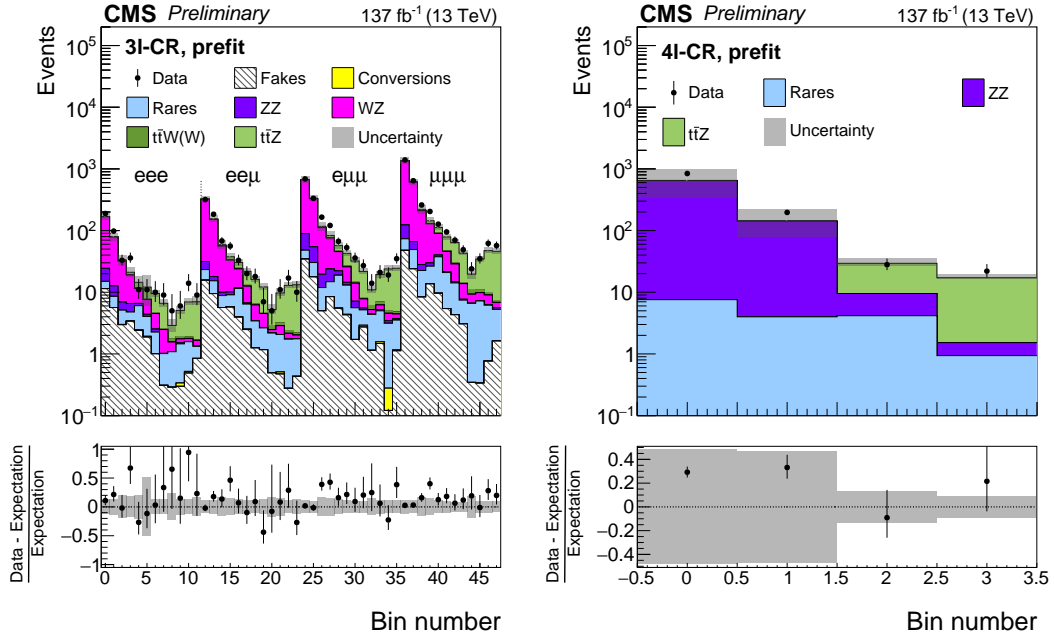 CMS Preliminary 137 fb⁻¹ (13 TeV)
Events
10⁵
10⁴
10³
10²
10
1
10⁻¹
3l-CR, prefit
Data Fakes Conversions
Rares ZZ WZ
tt̄W(W) tt̄Z Uncertainty
eee eeμ eμμ μμμ
Data - Expectation
Expectation
1
0.5
0
−0.5
−1
0 5 10 15 20 25 30 35 40 45
Bin number
CMS Preliminary 137 fb⁻¹ (13 TeV)
Events
10⁵
10⁴
10³
10²
10
1
10⁻¹
4l-CR, prefit
Data Rares ZZ
tt̄Z Uncertainty
Data - Expectation
Expectation
0.4
0.2
0.0
−0.2
−0.4
−0.5 0 0.5 1 1.5 2 2.5 3 3.5
Bin number